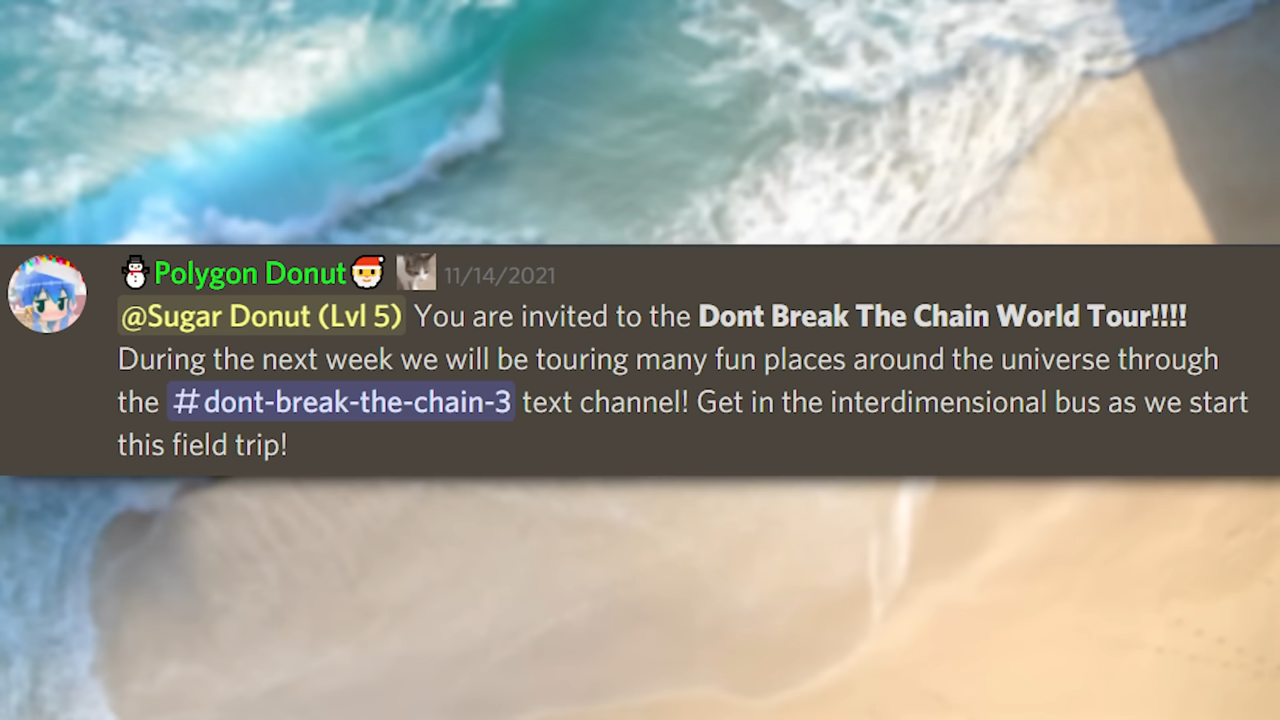 ⛄Polygon Donut🎅 11/14/2021
@Sugar Donut (Lvl 5) You are invited to the Dont Break The Chain World Tour!!!!
During the next week we will be touring many fun places around the universe through
the #dont-break-the-chain-3 text channel! Get in the interdimensional bus as we start
this field trip!